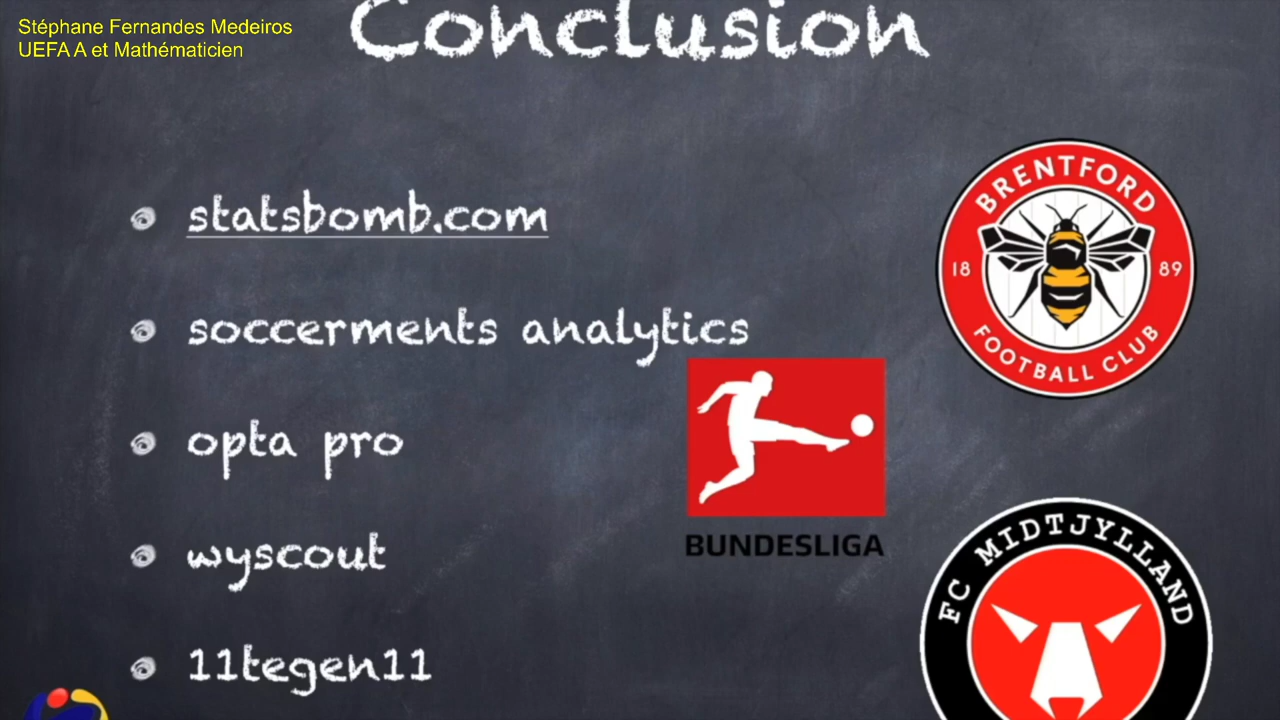 Stéphane Fernandes Medeiros
UEFA A et Mathématicien
Conclusion
statsbomb.com
soccerments analytics
opta pro
wyscout
11tegen11
BRENTFORD
18 89
FOOTBALL CLUB
BUNDESLIGA
FC MIDTJYLLAND